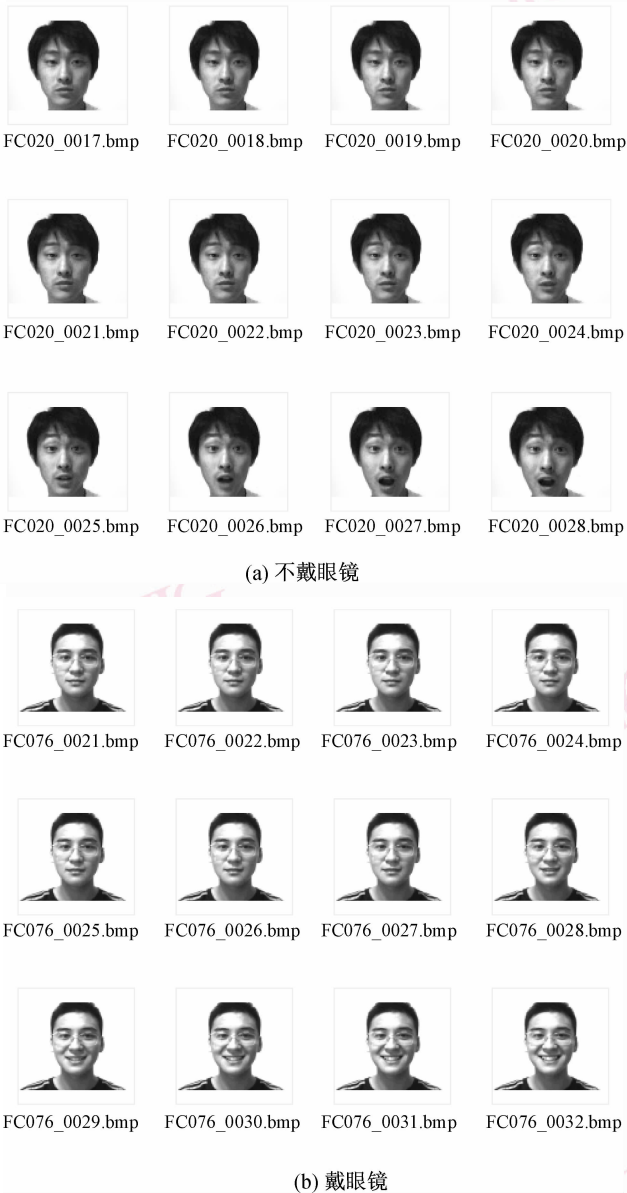 FC020_0017.bmp FC020_0018.bmp FC020_0019.bmp FC020_0020.bmp
FC020_0021.bmp FC020_0022.bmp FC020_0023.bmp FC020_0024.bmp
FC020_0025.bmp FC020_0026.bmp FC020_0027.bmp FC020_0028.bmp
(a) 不戴眼镜
FC076_0021.bmp FC076_0022.bmp FC076_0023.bmp FC076_0024.bmp
FC076_0025.bmp FC076_0026.bmp FC076_0027.bmp FC076_0028.bmp
FC076_0029.bmp FC076_0030.bmp FC076_0031.bmp FC076_0032.bmp
(b) 戴眼镜